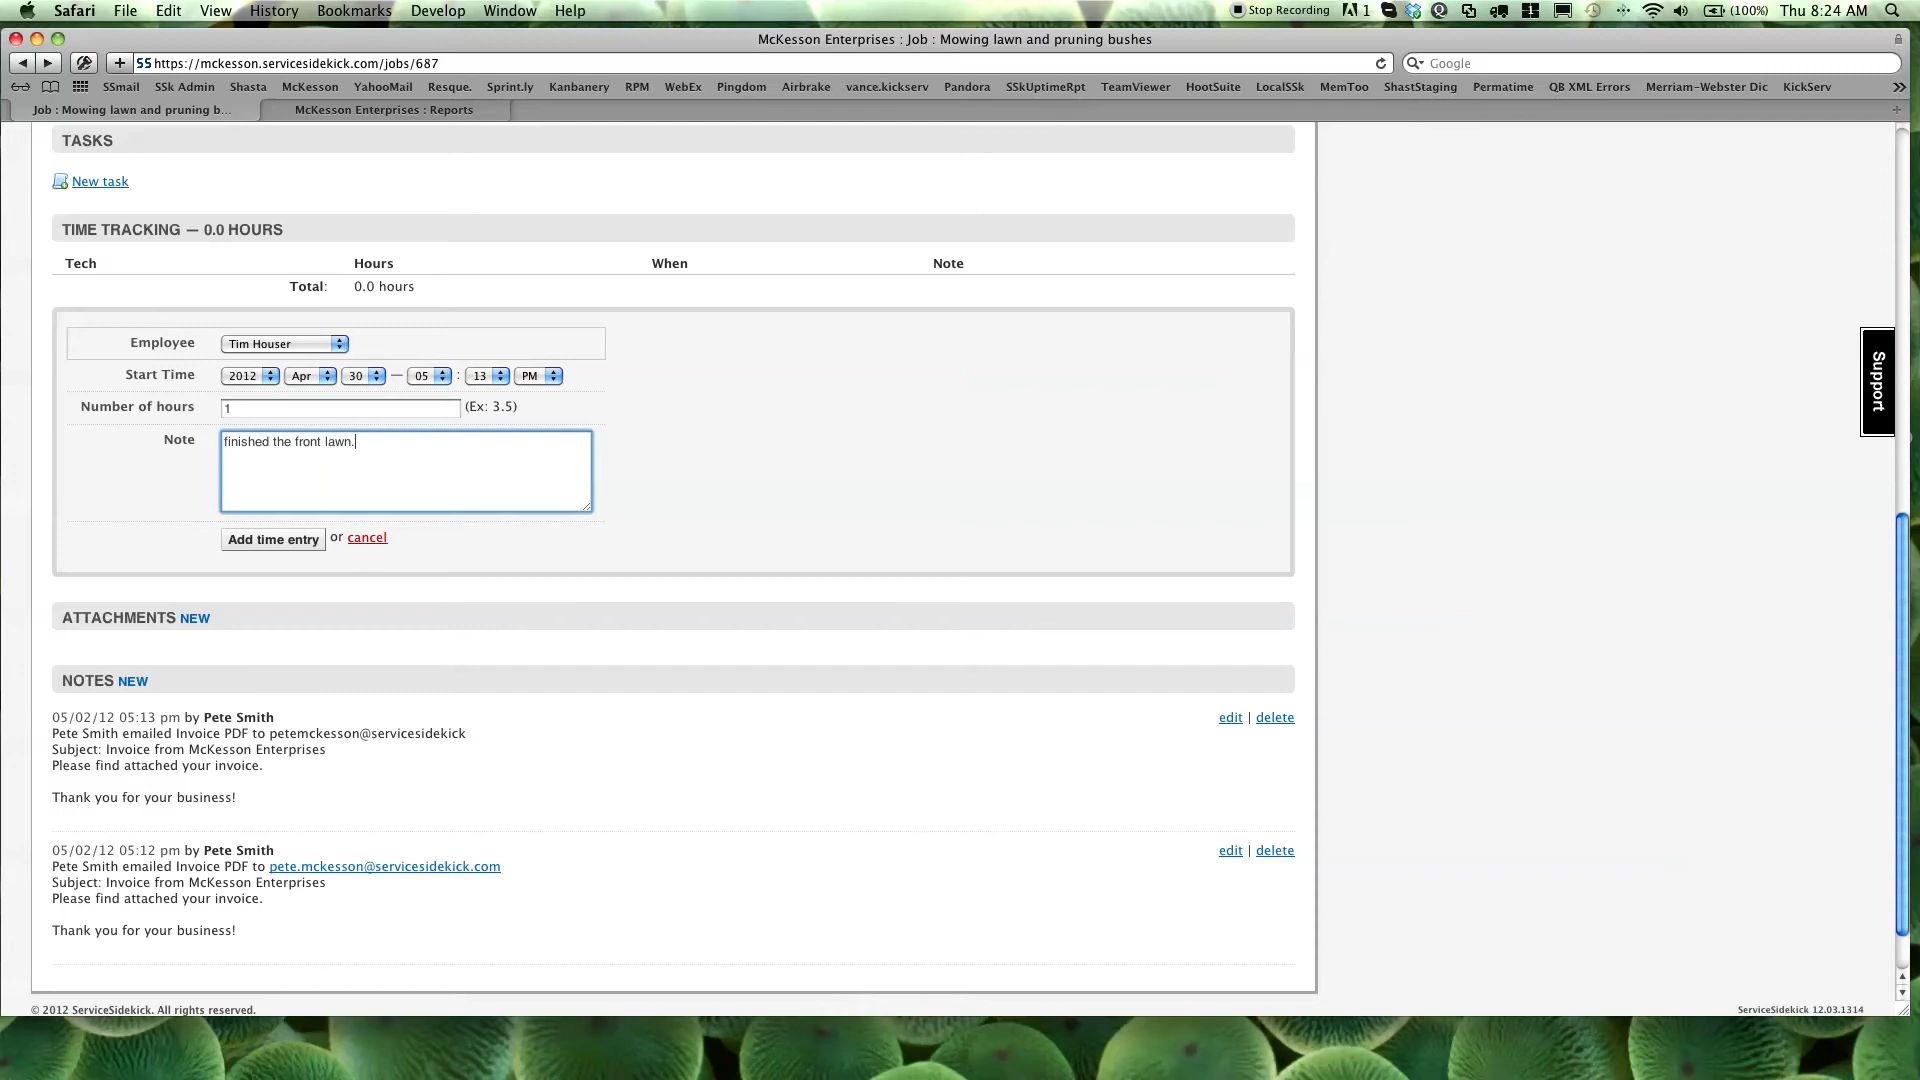 Safari File Edit View History Bookmarks Develop Window Help Stop Recording 1 (100%) Thu 8:24 AM
McKesson Enterprises : Job : Mowing lawn and pruning bushes
SS https://mckesson.servicesidekick.com/jobs/687 Google
SSmail SSk Admin Shasta McKesson YahooMail Resque. Sprint.ly Kanbanery RPM WebEx Pingdom Airbrake vance.kickserv Pandora SSkUptimeRpt TeamViewer HootSuite LocalSSk MemToo ShastStaging Permatime QB XML Errors Merriam-Webster Dic KickServ
Job : Mowing lawn and pruning b... McKesson Enterprises : Reports
TASKS
New task
TIME TRACKING — 0.0 HOURS
Tech Hours When Note
Total: 0.0 hours
Employee Tim Houser
Start Time 2012 Apr 30 — 05 : 13 PM
Number of hours 1 (Ex: 3.5)
Note finished the front lawn.
Add time entry or cancel
Support
ATTACHMENTS NEW
NOTES NEW
05/02/12 05:13 pm by Pete Smith edit | delete
Pete Smith emailed Invoice PDF to petemckesson@servicesidekick
Subject: Invoice from McKesson Enterprises
Please find attached your invoice.
Thank you for your business!
05/02/12 05:12 pm by Pete Smith edit | delete
Pete Smith emailed Invoice PDF to pete.mckesson@servicesidekick.com
Subject: Invoice from McKesson Enterprises
Please find attached your invoice.
Thank you for your business!
© 2012 ServiceSidekick. All rights reserved. ServiceSidekick 12.03.1314